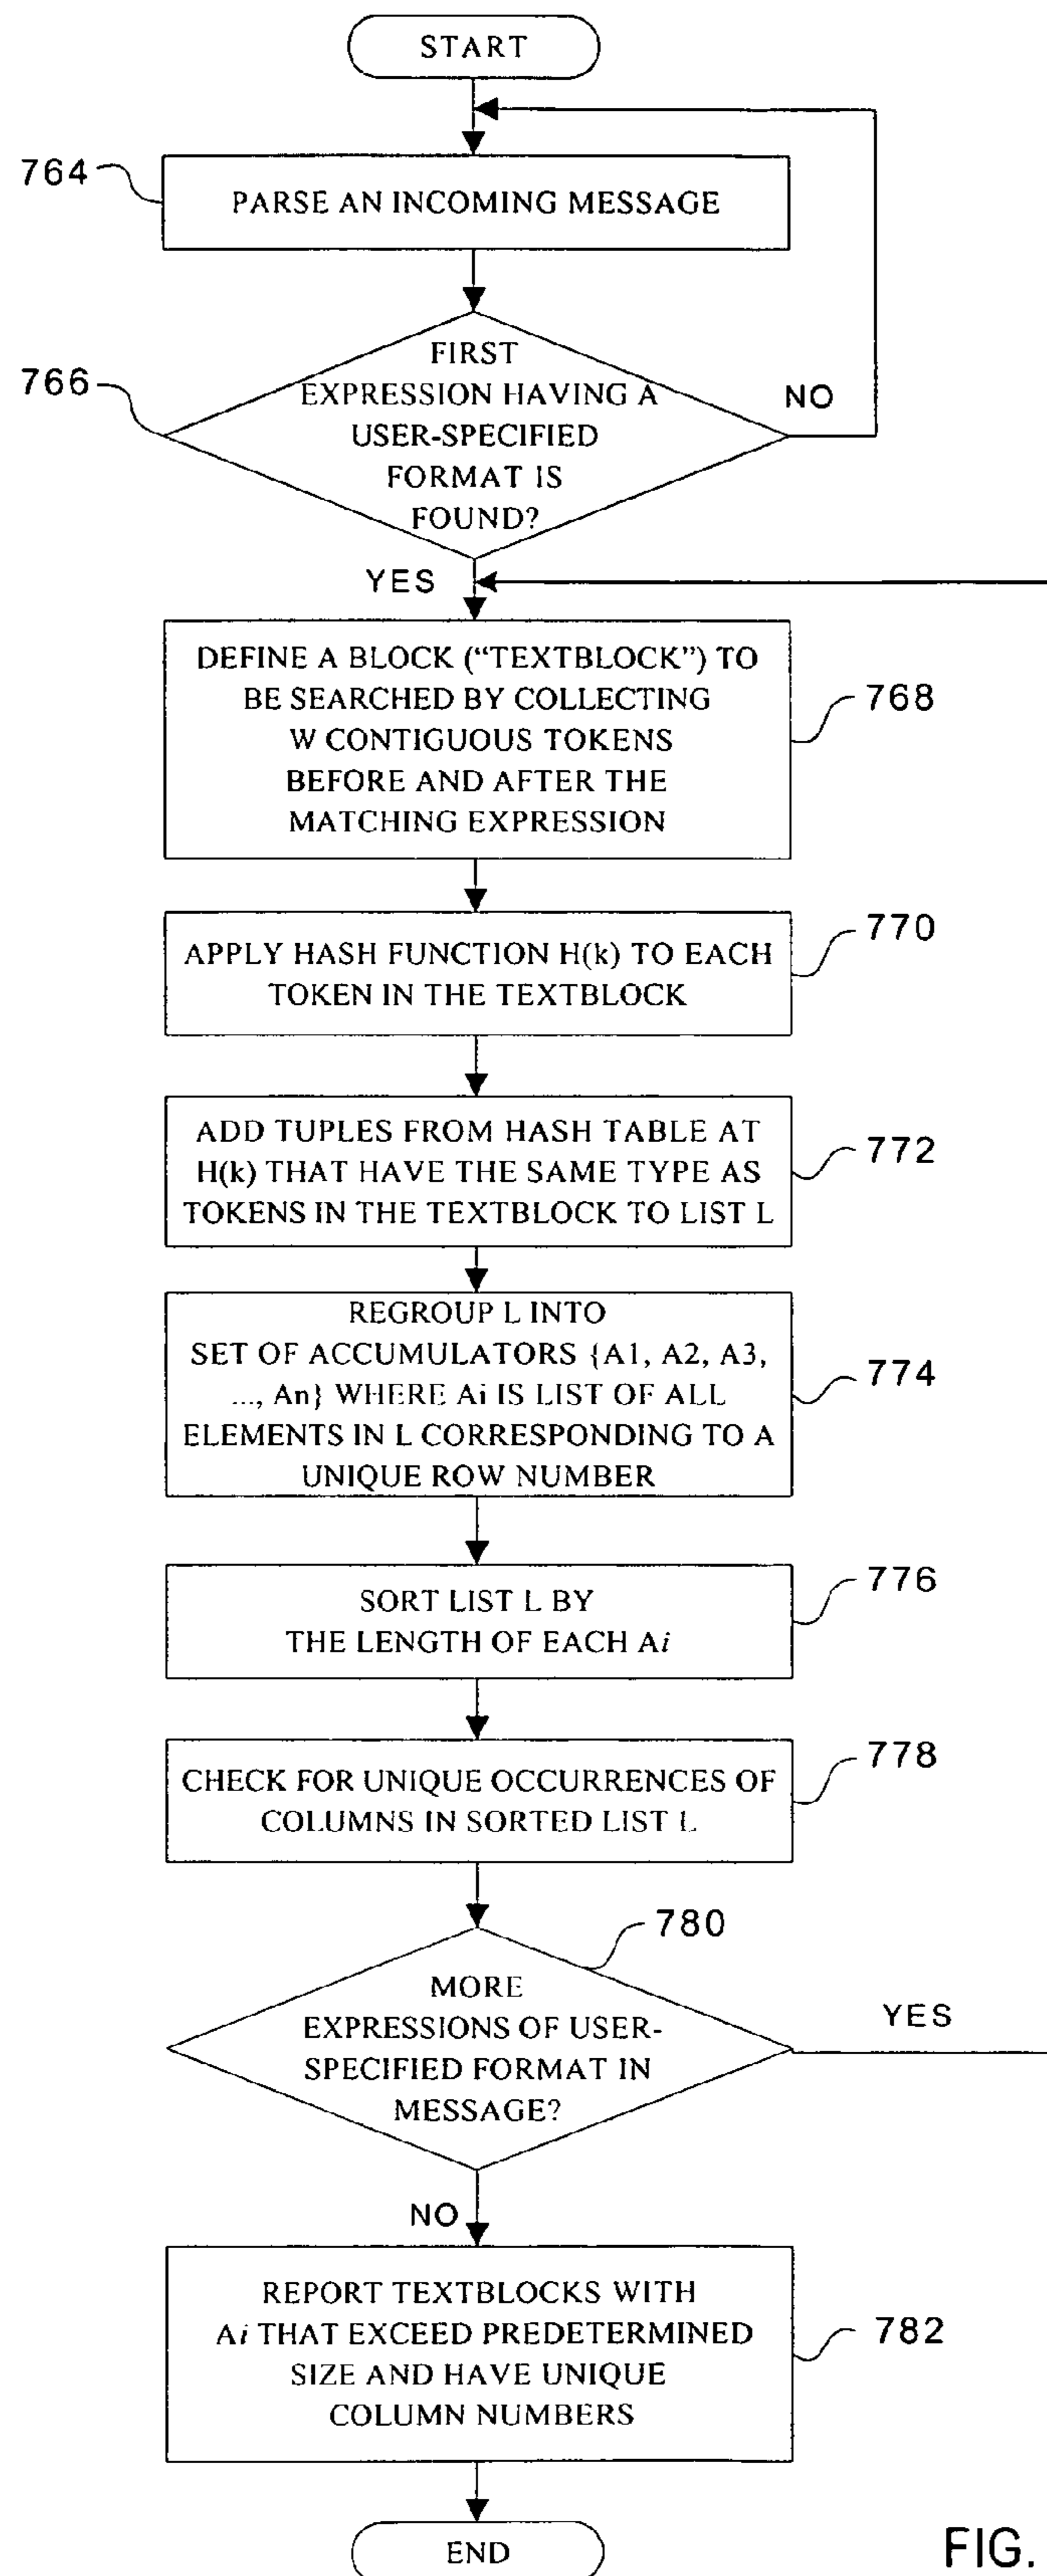 START
764
PARSE AN INCOMING MESSAGE
766
FIRST
EXPRESSION HAVING A
USER-SPECIFIED
FORMAT IS
FOUND?
NO
YES
DEFINE A BLOCK (“TEXTBLOCK”) TO
BE SEARCHED BY COLLECTING
W CONTIGUOUS TOKENS
BEFORE AND AFTER THE
MATCHING EXPRESSION
768
APPLY HASH FUNCTION H(k) TO EACH
TOKEN IN THE TEXTBLOCK
770
ADD TUPLES FROM HASH TABLE AT
H(k) THAT HAVE THE SAME TYPE AS
TOKENS IN THE TEXTBLOCK TO LIST L
772
REGROUP L INTO
SET OF ACCUMULATORS {A1, A2, A3,
..., An} WHERE Ai IS LIST OF ALL
ELEMENTS IN L CORRESPONDING TO A
UNIQUE ROW NUMBER
774
SORT LIST L BY
THE LENGTH OF EACH Ai
776
CHECK FOR UNIQUE OCCURRENCES OF
COLUMNS IN SORTED LIST L
778
780
MORE
EXPRESSIONS OF USER-
SPECIFIED FORMAT IN
MESSAGE?
YES
NO
REPORT TEXTBLOCKS WITH
Ai THAT EXCEED PREDETERMINED
SIZE AND HAVE UNIQUE
COLUMN NUMBERS
782
END
FIG.